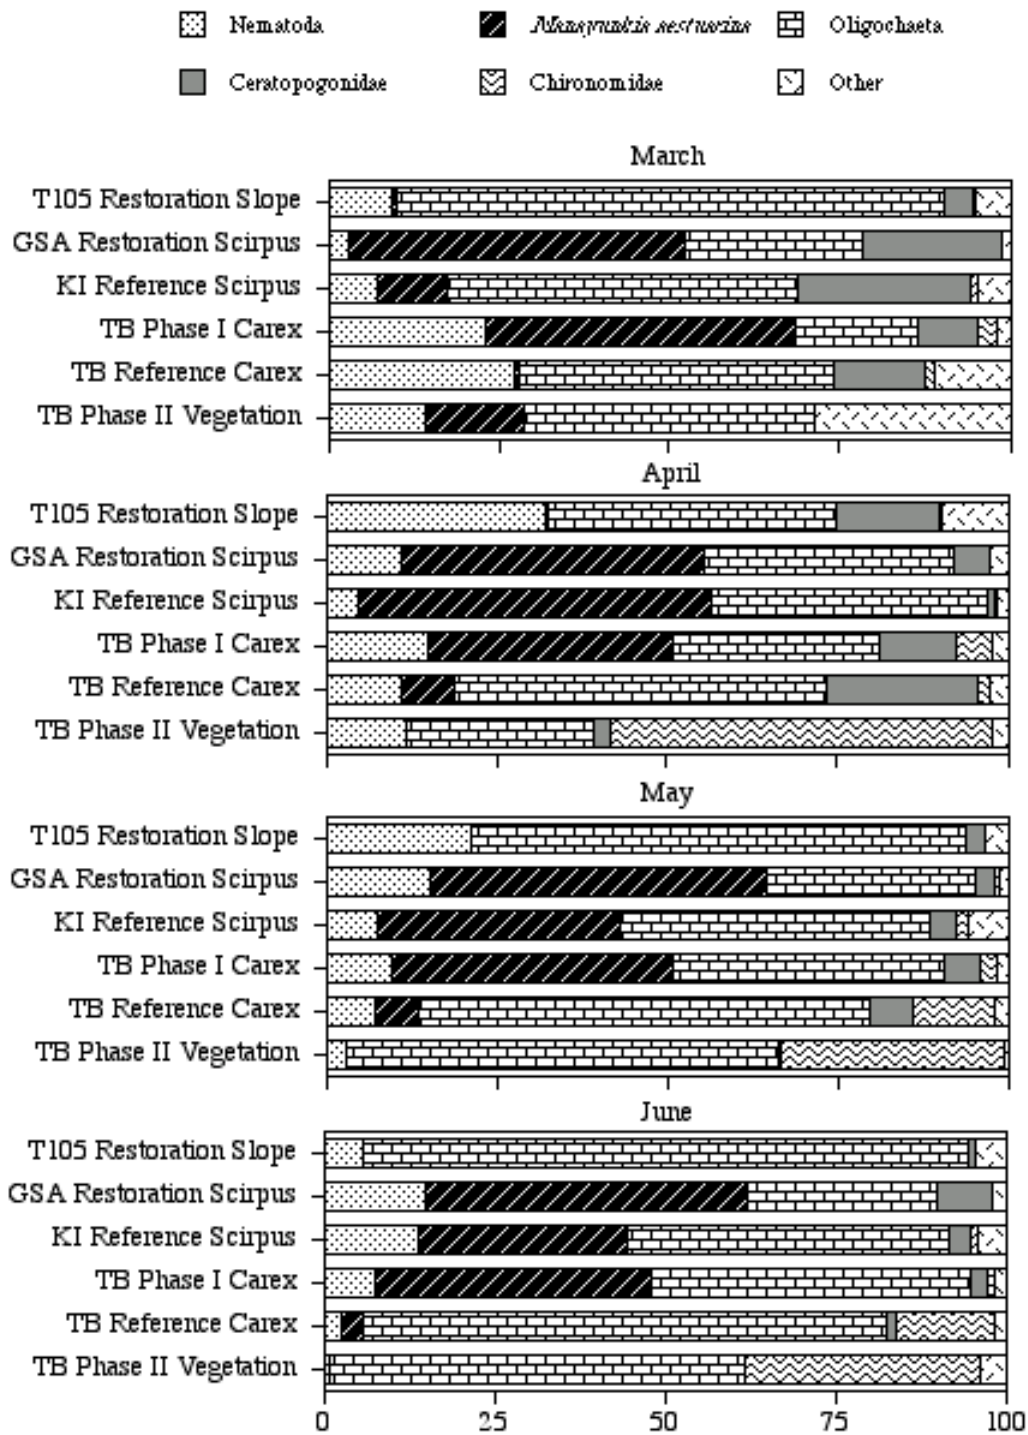 Nematoda
Oligochaeta
Ceratopogonidae
Chironomidae
Other
March
T105 Restoration Slope
GSA Restoration Scirpus
KI Reference Scirpus
TB Phase I Carex
TB Reference Carex
TB Phase II Vegetation
April
T105 Restoration Slope
GSA Restoration Scirpus
KI Reference Scirpus
TB Phase I Carex
TB Reference Carex
TB Phase II Vegetation
May
T105 Restoration Slope
GSA Restoration Scirpus
KI Reference Scirpus
TB Phase I Carex
TB Reference Carex
TB Phase II Vegetation
June
T105 Restoration Slope
GSA Restoration Scirpus
KI Reference Scirpus
TB Phase I Carex
TB Reference Carex
TB Phase II Vegetation
0 25 50 75 100